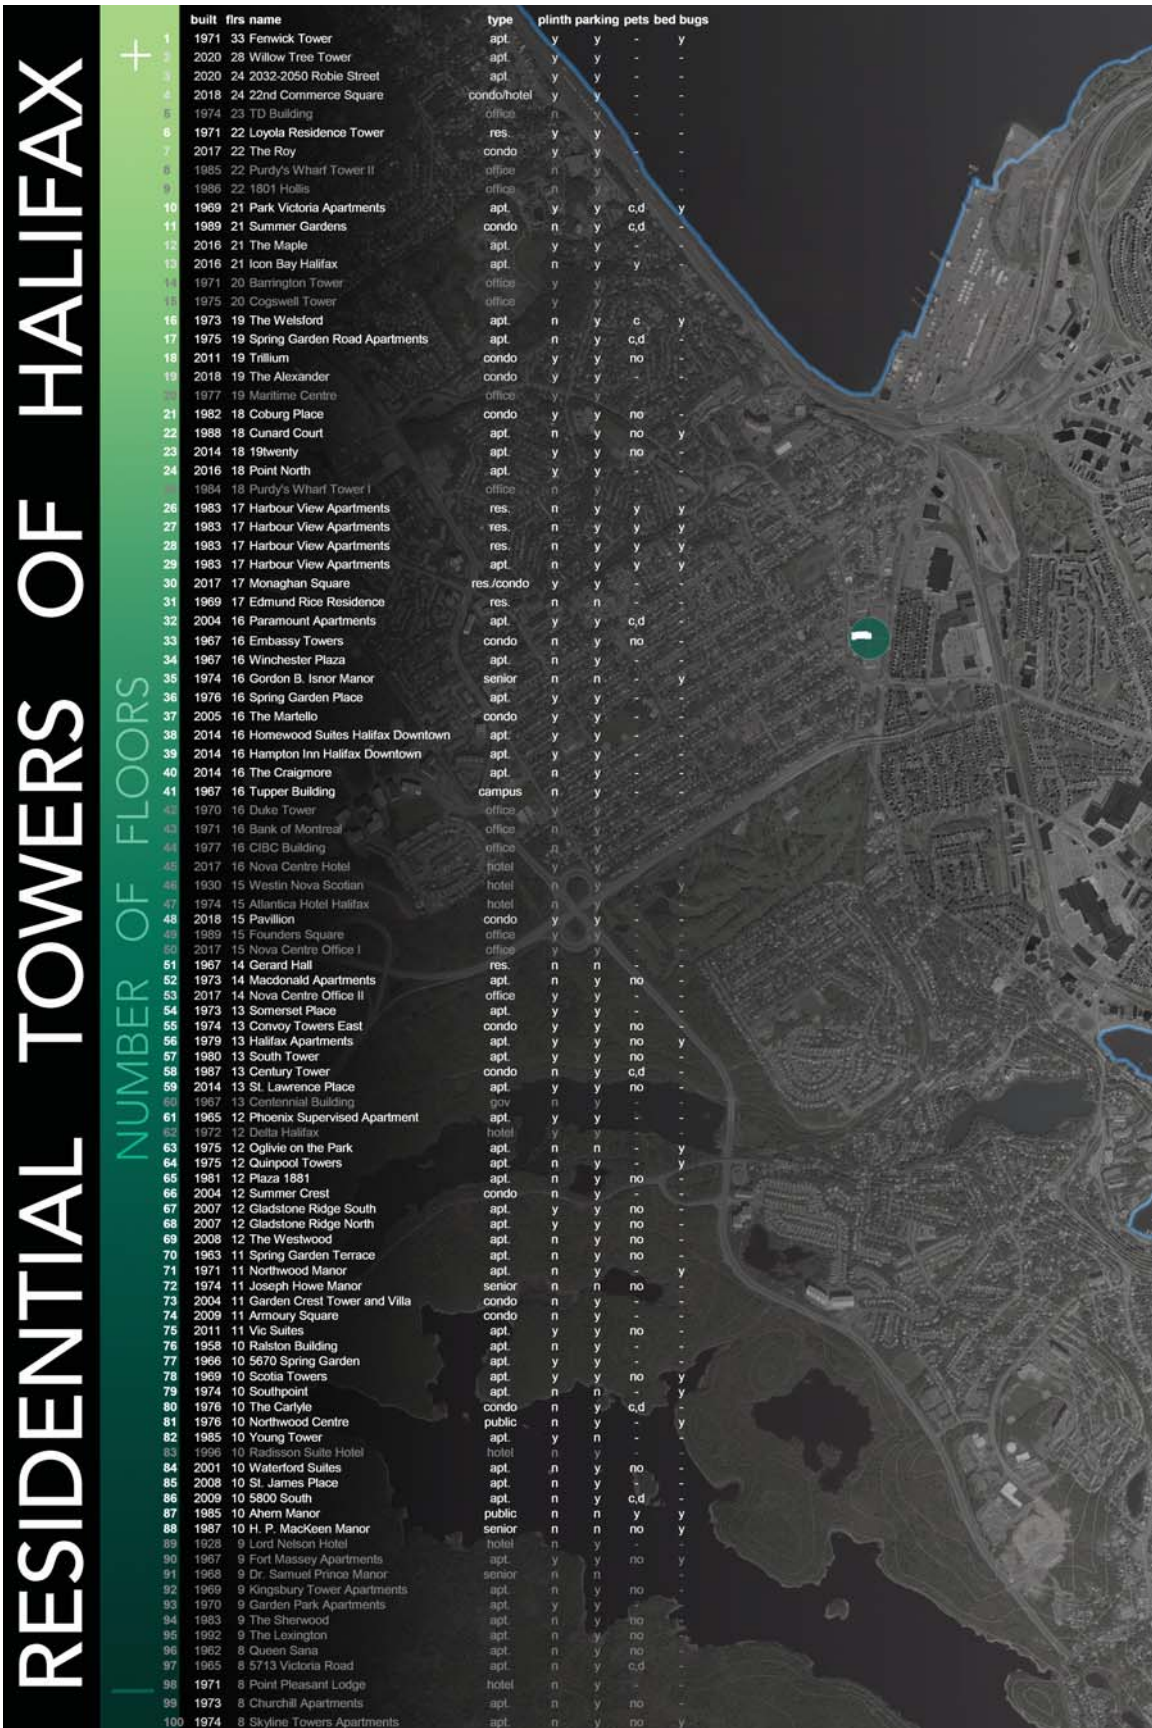 RESIDENTIAL TOWERS OF HALIFAX
NUMBER OF FLOORS
+
built flrs name type plinth parking pets bed bugs
1 1971 33 Fenwick Tower apt. y y - y
2 2020 28 Willow Tree Tower apt. y y - -
3 2020 24 2032-2050 Robie Street apt. y y - -
4 2018 24 22nd Commerce Square condo/hotel y y - -
5 1974 23 TD Building office n y - -
6 1971 22 Loyola Residence Tower res. y y - -
7 2017 22 The Roy condo y y - -
8 1985 22 Purdy's Wharf Tower II office n y - -
9 1986 22 1801 Hollis office n y - -
10 1969 21 Park Victoria Apartments apt. y y c,d y
11 1989 21 Summer Gardens condo n y c,d -
12 2016 21 The Maple apt. y y - -
13 2016 21 Icon Bay Halifax apt. n y y -
14 1971 20 Barrington Tower office y y - -
15 1975 20 Cogswell Tower office y y - -
16 1973 19 The Welsford apt. n y c y
17 1975 19 Spring Garden Road Apartments apt. n y c,d -
18 2011 19 Trillium condo y y no -
19 2018 19 The Alexander condo y y - -
20 1977 19 Maritime Centre office y y - -
21 1982 18 Coburg Place condo y y no -
22 1988 18 Cunard Court apt. n y no y
23 2014 18 19twenty apt. y y no -
24 2016 18 Point North apt. y y - -
1984 18 Purdy's Wharf Tower I office n y - -
26 1983 17 Harbour View Apartments res. n y y y
27 1983 17 Harbour View Apartments res. n y y y
28 1983 17 Harbour View Apartments res. n y y y
29 1983 17 Harbour View Apartments apt. n y y y
30 2017 17 Monaghan Square res./condo y y - -
31 1969 17 Edmund Rice Residence res. n n - -
32 2004 16 Paramount Apartments apt. y y c,d -
33 1967 16 Embassy Towers condo n y no -
34 1967 16 Winchester Plaza apt. n y - -
35 1974 16 Gordon B. Isnor Manor senior n n - y
36 1976 16 Spring Garden Place apt. y y - -
37 2005 16 The Martello condo y y - -
38 2014 16 Homewood Suites Halifax Downtown apt. y y - -
39 2014 16 Hampton Inn Halifax Downtown apt. y y - -
40 2014 16 The Craigmore apt. n y - -
41 1967 16 Tupper Building campus n y - -
42 1970 16 Duke Tower office y y - -
43 1971 16 Bank of Montreal office n y - -
44 1977 16 CIBC Building office n y - -
45 2017 16 Nova Centre Hotel hotel y y - -
46 1930 15 Westin Nova Scotian hotel n y - y
47 1974 15 Atlantica Hotel Halifax hotel n y - -
48 2018 15 Pavillion condo y y - -
49 1989 15 Founders Square office y y - -
50 2017 15 Nova Centre Office I office y y - -
51 1967 14 Gerard Hall res. n n - -
52 1973 14 Macdonald Apartments apt. n y no -
53 2017 14 Nova Centre Office II office y y - -
54 1973 13 Somerset Place apt. y y - -
55 1974 13 Convoy Towers East condo y y no -
56 1979 13 Halifax Apartments apt. y y no y
57 1980 13 South Tower apt. y y no -
58 1987 13 Century Tower condo n y c,d -
59 2014 13 St. Lawrence Place apt. y y no -
60 1967 13 Centennial Building gov n y - -
61 1965 12 Phoenix Supervised Apartment apt. y y - -
62 1972 12 Delta Halifax hotel y y - -
63 1975 12 Oglivie on the Park apt. n n - y
64 1975 12 Quinpool Towers apt. n y - y
65 1981 12 Plaza 1881 apt. n y no -
66 2004 12 Summer Crest condo n y - -
67 2007 12 Gladstone Ridge South apt. y y no -
68 2007 12 Gladstone Ridge North apt. y y no -
69 2008 12 The Westwood apt. n y no -
70 1963 11 Spring Garden Terrace apt. y y no -
71 1971 11 Northwood Manor apt. n y - y
72 1974 11 Joseph Howe Manor senior n n no -
73 2004 11 Garden Crest Tower and Villa condo n y - -
74 2009 11 Armoury Square condo n y - -
75 2011 11 Vic Suites apt. y y no -
76 1958 10 Ralston Building apt. n y - -
77 1966 10 5670 Spring Garden apt. y y - -
78 1969 10 Scotia Towers apt. y y no y
79 1974 10 Southpoint apt. n n - y
80 1976 10 The Carlyle condo n y c,d -
81 1976 10 Northwood Centre public n y - y
82 1985 10 Young Tower apt. y n - -
83 1996 10 Radisson Suite Hotel hotel n y - -
84 2001 10 Waterford Suites apt. n y no -
85 2008 10 St. James Place apt. n y - -
86 2009 10 5800 South apt. n y c,d -
87 1985 10 Ahern Manor public n n y y
88 1987 10 H. P. MacKeen Manor senior n n no y
89 1928 9 Lord Nelson Hotel hotel n y - -
90 1967 9 Fort Massey Apartments apt. y y no y
91 1968 9 Dr. Samuel Prince Manor senior n n -
92 1969 9 Kingsbury Tower Apartments apt. n y no -
93 1970 9 Garden Park Apartments apt. y y - -
94 1983 9 The Sherwood apt. n y no -
95 1992 9 The Lexington apt. n y no -
96 1962 8 Queen Sana apt. n y no -
97 1965 8 5713 Victoria Road apt. n y c,d -
98 1971 8 Point Pleasant Lodge hotel n y - -
99 1973 8 Churchill Apartments apt. n y no -
100 1974 8 Skyline Towers Apartments apt. n y no y